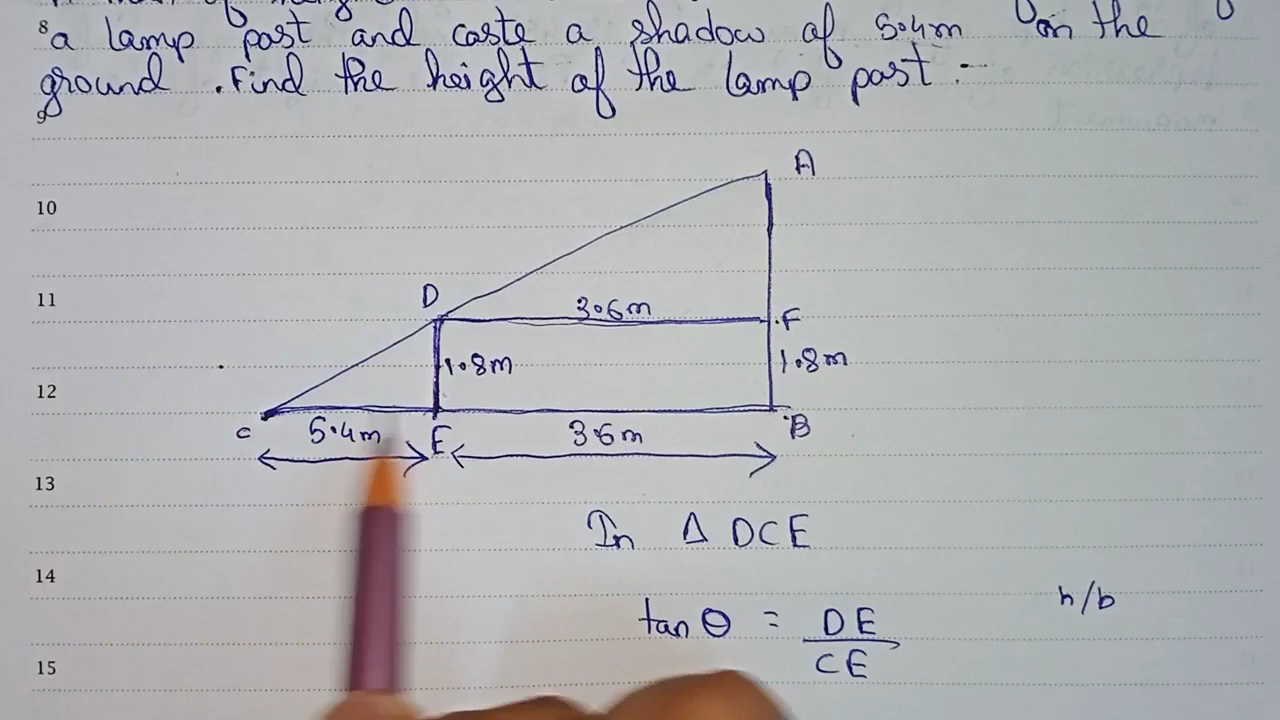 8
a lamp post and caste a shadow of 5.4m on the
ground . Find the height of the lamp post :-
9
A
10
11
D
3.6m
F
1.8m
1.8m
12
C
5.4m
E
3.6m
B
13
In Δ DCE
14
h/b
tan θ = DE
CE
15